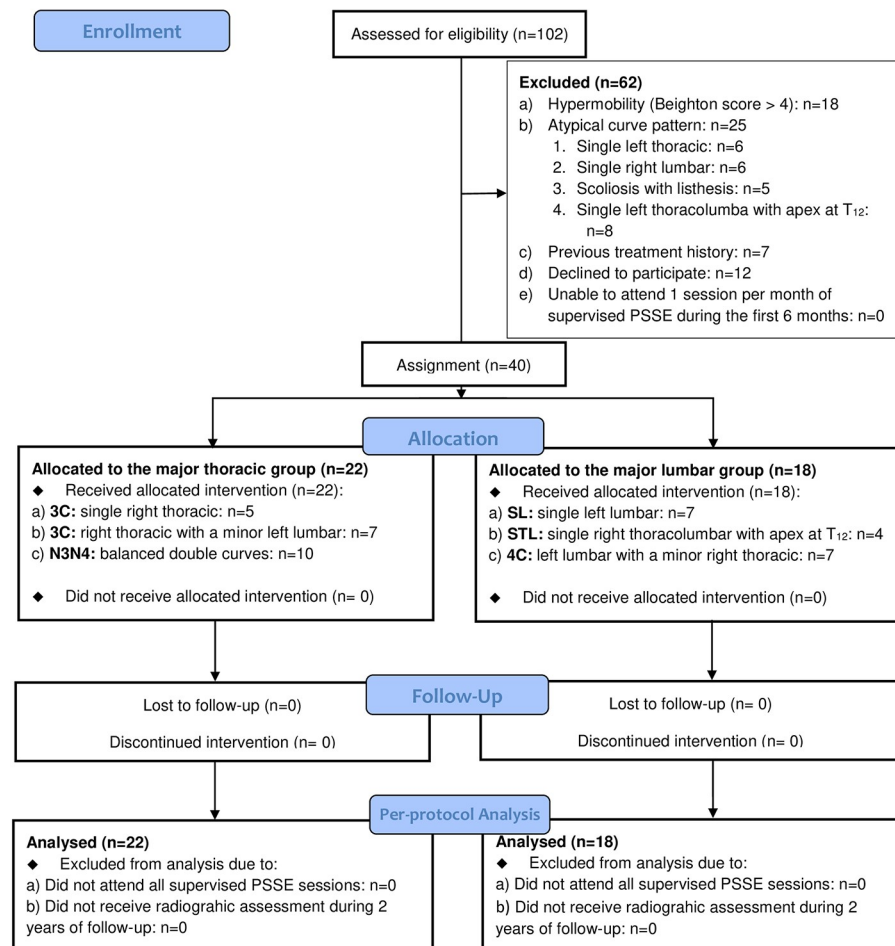 Enrollment
Assessed for eligibility (n=102)
Excluded (n=62)
a) Hypermobility (Beighton score > 4): n=18
b) Atypical curve pattern: n=25
1. Single left thoracic: n=6
2. Single right lumbar: n=6
3. Scoliosis with listhesis: n=5
4. Single left thoracolumba with apex at T₁₂:
n=8
c) Previous treatment history: n=7
d) Declined to participate: n=12
e) Unable to attend 1 session per month of
supervised PSSE during the first 6 months: n=0
Assignment (n=40)
Allocation
Allocated to the major thoracic group (n=22)
◆ Received allocated intervention (n=22):
a) 3C: single right thoracic: n=5
b) 3C: right thoracic with a minor left lumbar: n=7
c) N3N4: balanced double curves: n=10
◆ Did not receive allocated intervention (n= 0)
Allocated to the major lumbar group (n=18)
◆ Received allocated intervention (n=18):
a) SL: single left lumbar: n=7
b) STL: single right thoracolumbar with apex at T₁₂: n=4
c) 4C: left lumbar with a minor right thoracic: n=7
◆ Did not receive allocated intervention (n=0)
Follow-Up
Lost to follow-up (n=0)
Discontinued intervention (n= 0)
Lost to follow-up (n= 0)
Discontinued intervention (n= 0)
Per-protocol Analysis
Analysed (n=22)
◆ Excluded from analysis due to:
a) Did not attend all supervised PSSE sessions: n=0
b) Did not receive radiograhic assessment during 2
years of follow-up: n=0
Analysed (n=18)
◆ Excluded from analysis due to:
a) Did not attend all supervised PSSE sessions: n=0
b) Did not receive radiograhic assessment during 2
years of follow-up: n=0